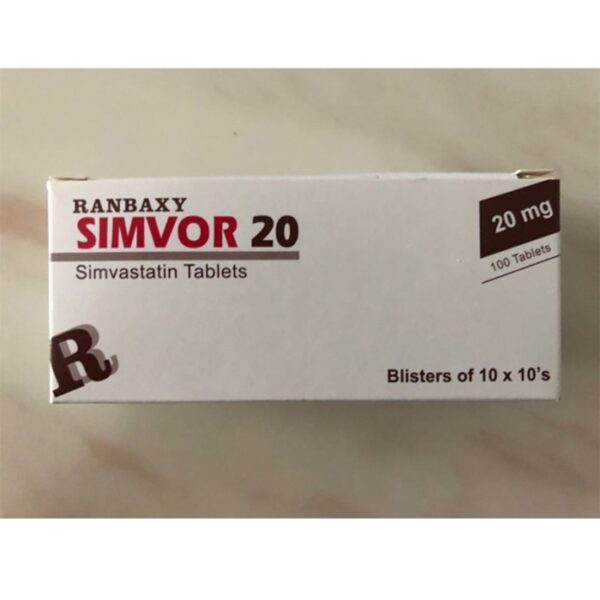 RANBAXY
SIMVOR 20
Simvastatin Tablets
20 mg
100 Tablets
R
Blisters of 10 x 10's